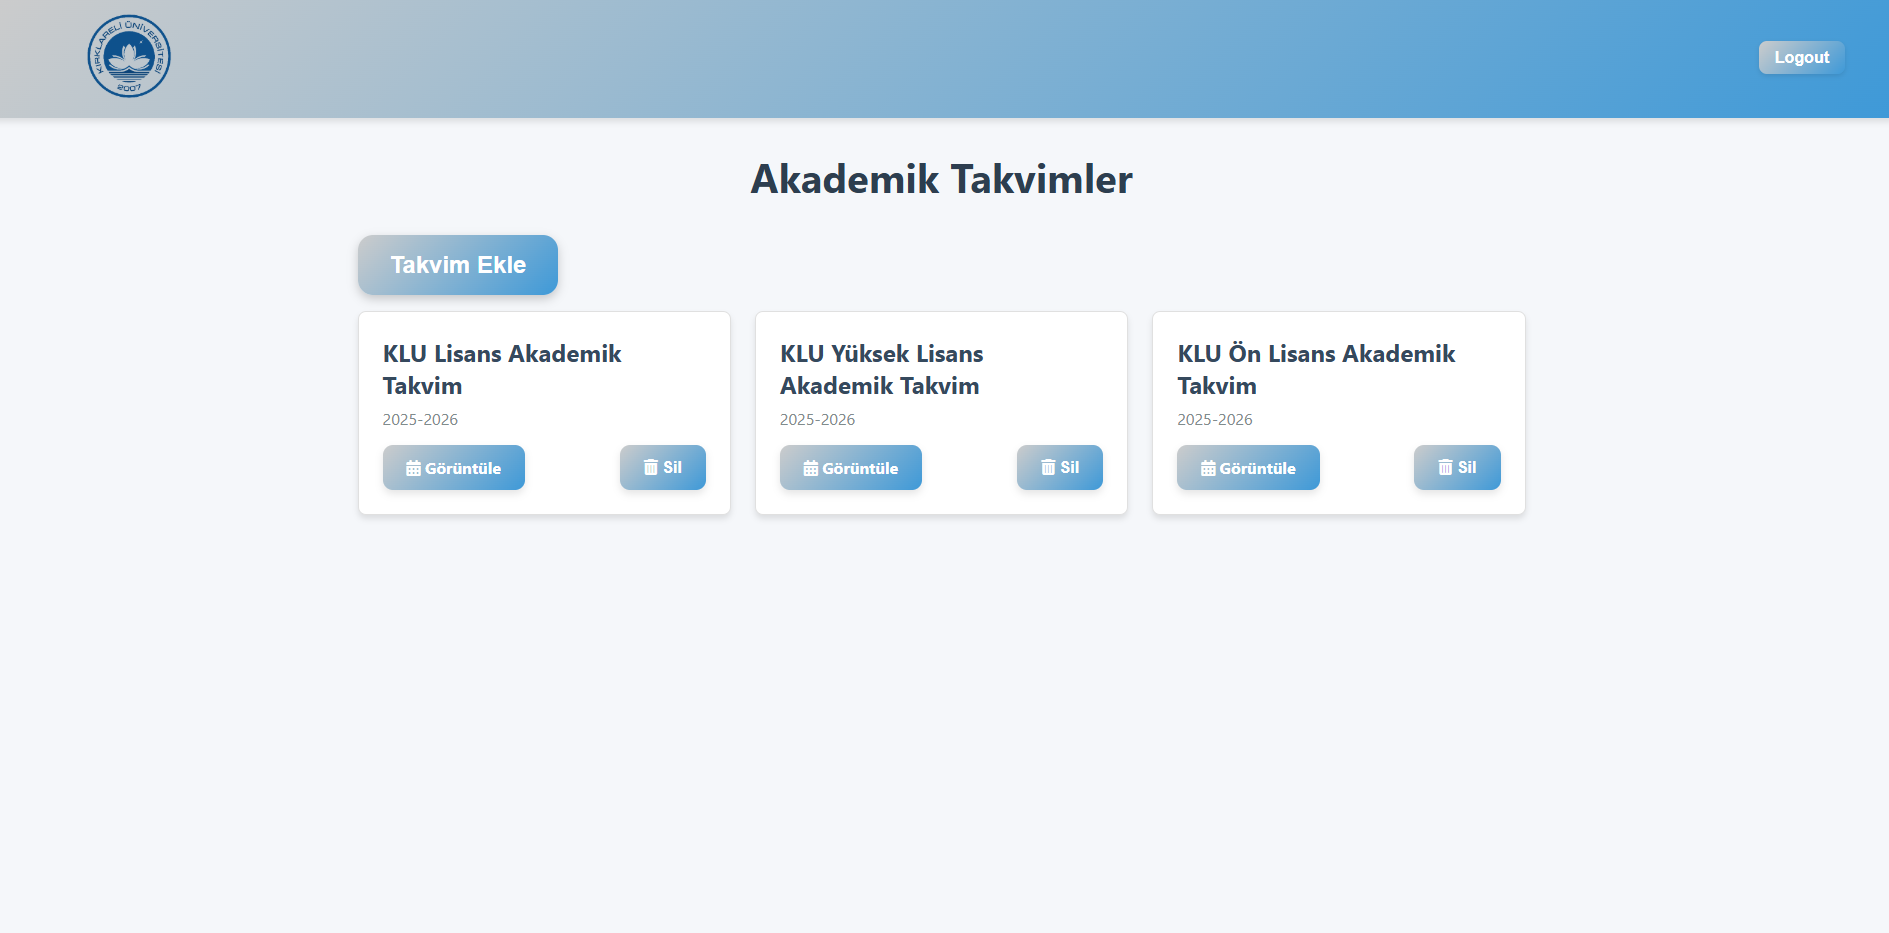 KIRKLARELİ ÜNİVERSİTESİ
2007
Logout
Akademik Takvimler
Takvim Ekle
KLU Lisans Akademik
Takvim
2025-2026
Görüntüle
Sil
KLU Yüksek Lisans
Akademik Takvim
2025-2026
Görüntüle
Sil
KLU Ön Lisans Akademik
Takvim
2025-2026
Görüntüle
Sil